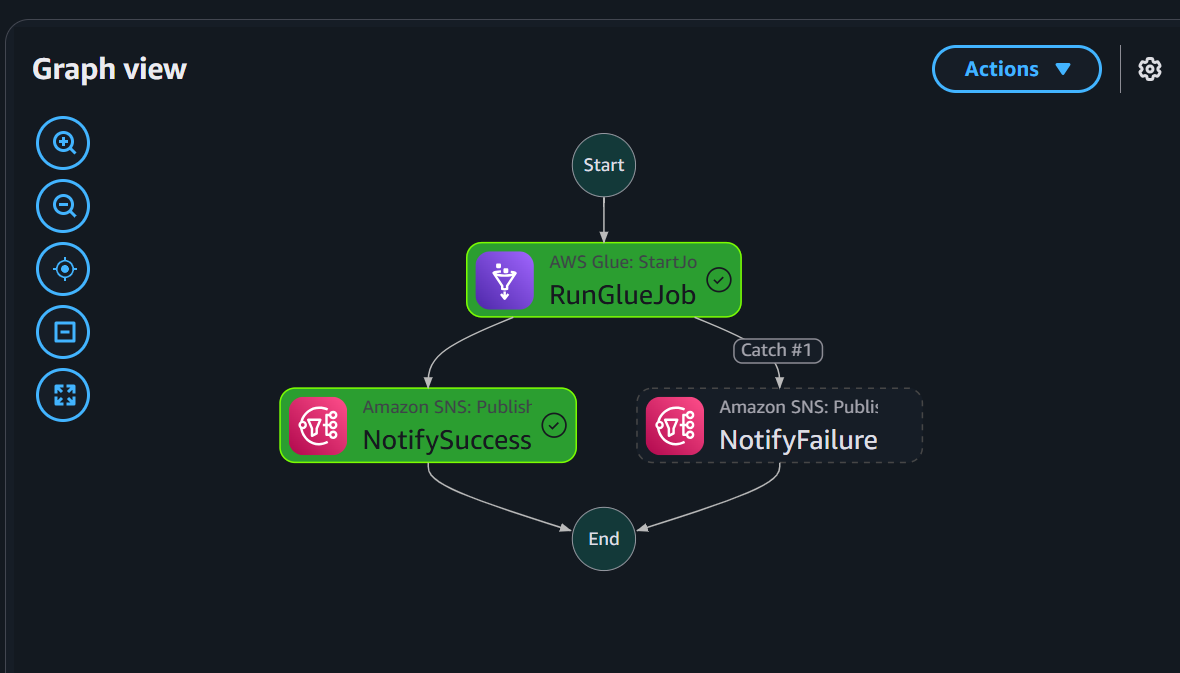 Graph view
Actions
Start
AWS Glue: StartJo
RunGlueJob
Catch #1
Amazon SNS: Publish
NotifySuccess
Amazon SNS: Publis
NotifyFailure
End